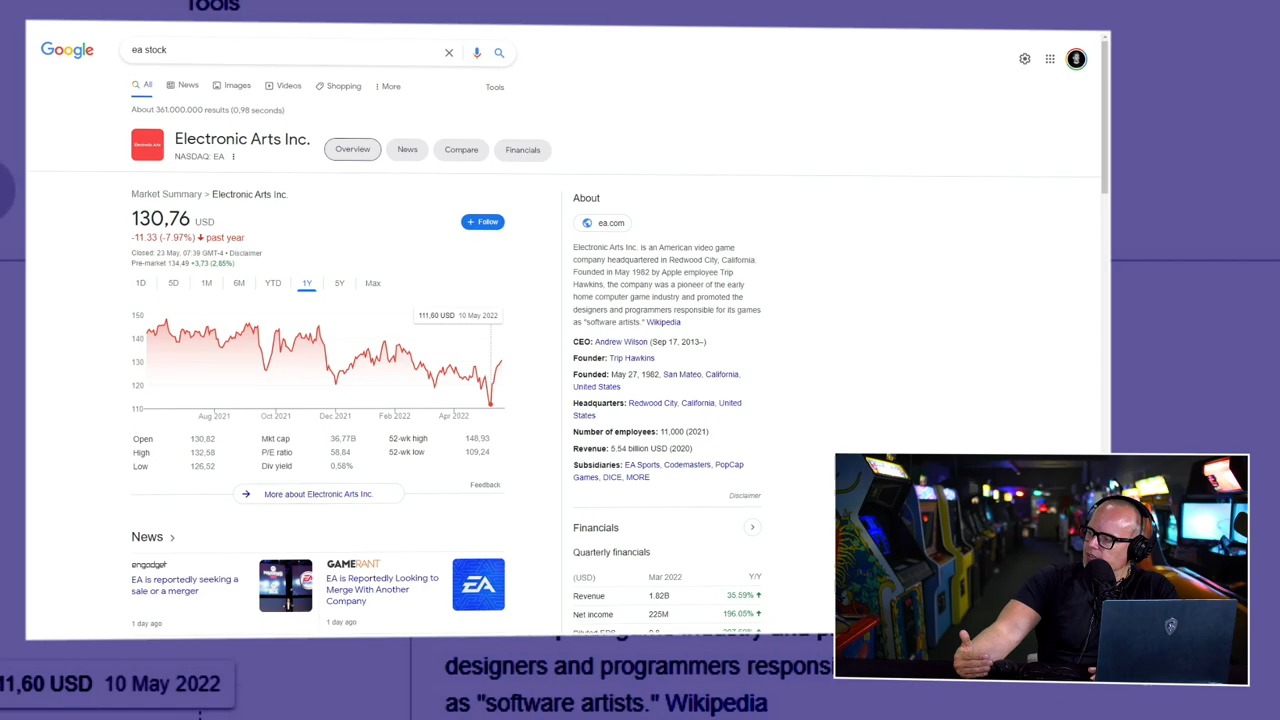 Tools
Google
ea stock
All
News
Images
Videos
Shopping
More
Tools
About 361.000.000 results (0,98 seconds)
Electronic Arts
Electronic Arts Inc.
NASDAQ: EA
Overview
News
Compare
Financials
Market Summary > Electronic Arts Inc.
130,76 USD
+ Follow
-11.33 (-7.97%) past year
Closed: 23 May, 07:39 GMT-4 • Disclaimer
Pre-market 134,49 +3,73 (2,85%)
1D 5D 1M 6M YTD 1Y 5Y Max
111,60 USD 10 May 2022
150
140
130
120
110
Aug 2021 Oct 2021 Dec 2021 Feb 2022 Apr 2022
Open 130,82 Mkt cap 36,77B 52-wk high 148,93
High 132,58 P/E ratio 58,84 52-wk low 109,24
Low 126,52 Div yield 0,58%
More about Electronic Arts Inc.
Feedback
News
engadget
EA is reportedly seeking a
sale or a merger
1 day ago
GAMERANT
EA is Reportedly Looking to
Merge With Another
Company
1 day ago
EA
About
ea.com
Electronic Arts Inc. is an American video game
company headquartered in Redwood City, California.
Founded in May 1982 by Apple employee Trip
Hawkins, the company was a pioneer of the early
home computer game industry and promoted the
designers and programmers responsible for its games
as "software artists." Wikipedia
CEO: Andrew Wilson (Sep 17, 2013–)
Founder: Trip Hawkins
Founded: May 27, 1982, San Mateo, California,
United States
Headquarters: Redwood City, California, United
States
Number of employees: 11,000 (2021)
Revenue: 5.54 billion USD (2020)
Subsidiaries: EA Sports, Codemasters, PopCap
Games, DICE, MORE
Disclaimer
Financials
Quarterly financials
(USD) Mar 2022 Y/Y
Revenue 1.82B 35.59%
Net income 225M 196.05%
11,60 USD 10 May 2022
designers and programmers responsi
as "software artists." Wikipedia